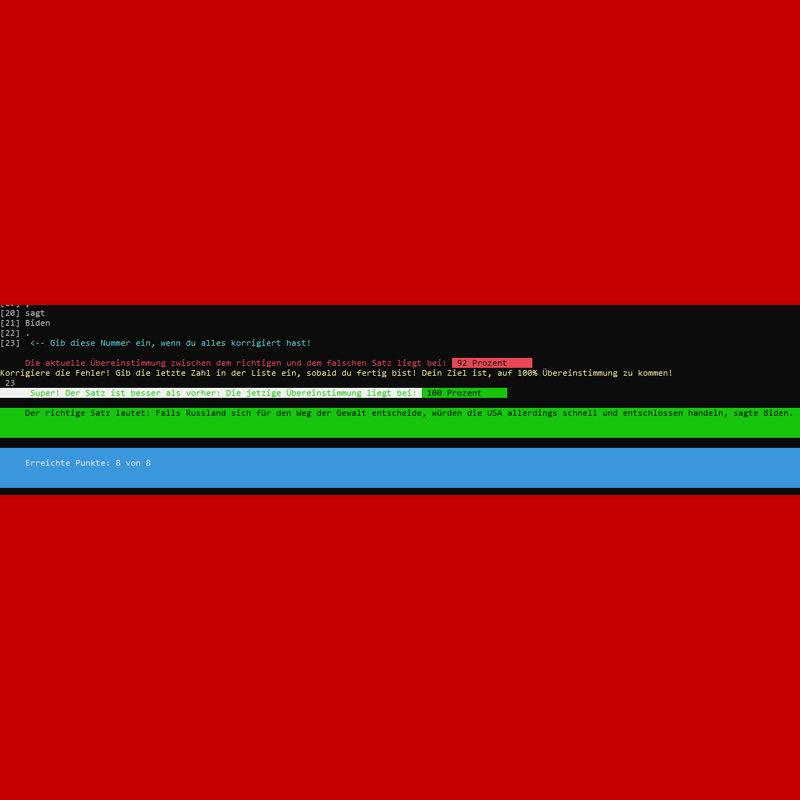 [20] sagt
[21] Biden
[22] .
[23]  <-- Gib diese Nummer ein, wenn du alles korrigiert hast!
Die aktuelle Übereinstimmung zwischen dem richtigen und dem falschen Satz liegt bei: 92 Prozent
Korrigiere die Fehler! Gib die letzte Zahl in der Liste ein, sobald du fertig bist! Dein Ziel ist, auf 100% Übereinstimmung zu kommen!
23
Super! Der Satz ist besser als vorher: Die jetzige Übereinstimmung liegt bei: 100 Prozent
Der richtige Satz lautet: Falls Russland sich für den Weg der Gewalt entscheide, würden die USA allerdings schnell und entschlossen handeln, sagte Biden.
Erreichte Punkte: 8 von 8